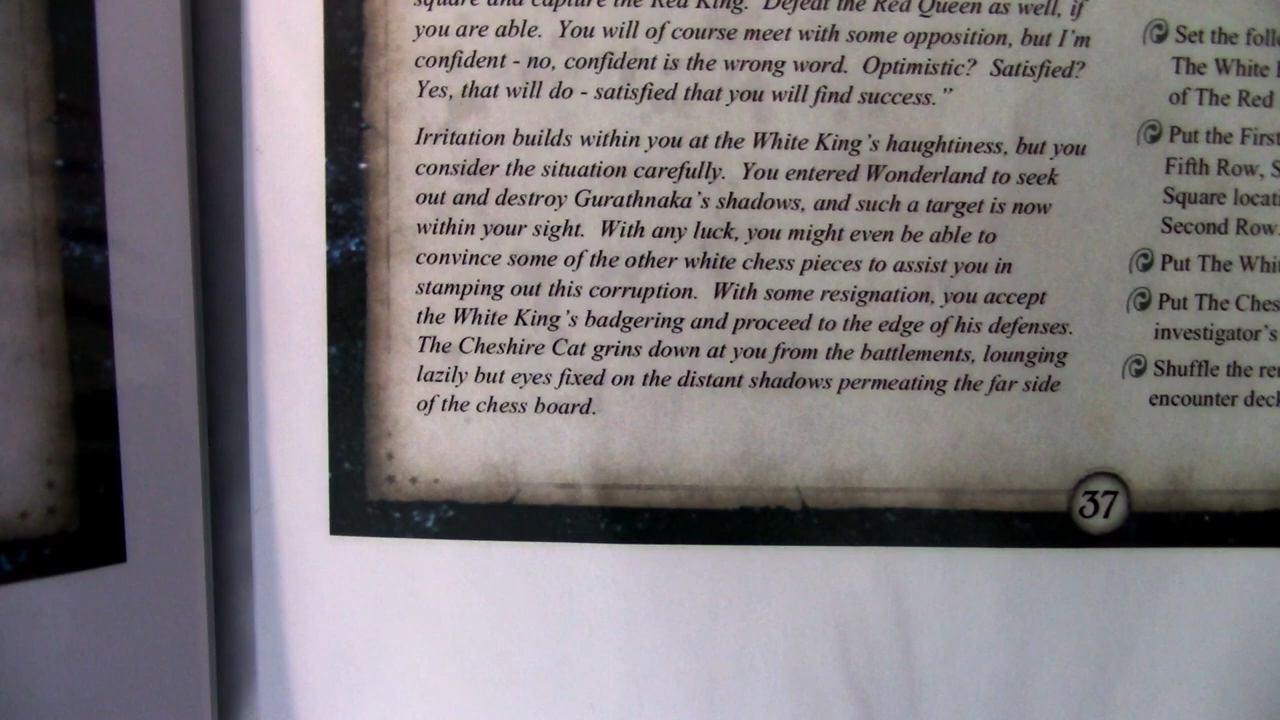 square and capture the Red King.  Defeat the Red Queen as well, if
you are able.  You will of course meet with some opposition, but I'm
confident - no, confident is the wrong word.  Optimistic?  Satisfied?
Yes, that will do - satisfied that you will find success."
Irritation builds within you at the White King's haughtiness, but you
consider the situation carefully.  You entered Wonderland to seek
out and destroy Gurathnaka's shadows, and such a target is now
within your sight.  With any luck, you might even be able to
convince some of the other white chess pieces to assist you in
stamping out this corruption.  With some resignation, you accept
the White King's badgering and proceed to the edge of his defenses.
The Cheshire Cat grins down at you from the battlements, lounging
lazily but eyes fixed on the distant shadows permeating the far side
of the chess board.
Set the
The White
of The Red
Put the First
Fifth Row,
Square
Second Row
Put The
Put The
investigator's
Shuffle the
encounter
37